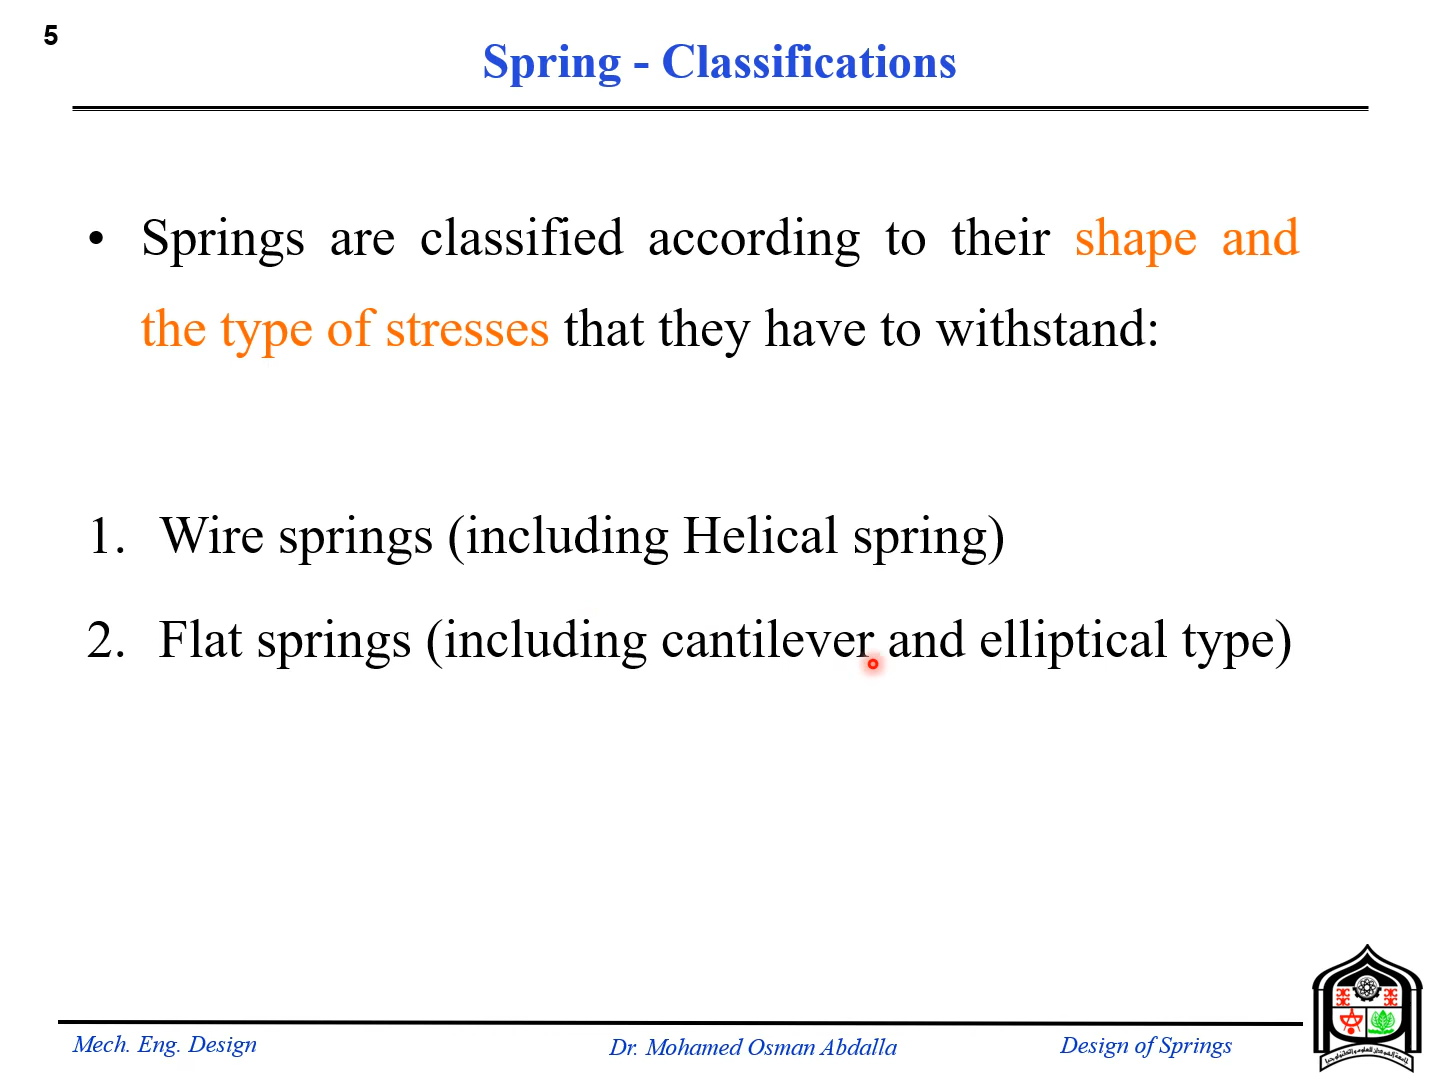 5
Spring - Classifications
• Springs are classified according to their shape and
the type of stresses that they have to withstand:
1. Wire springs (including Helical spring)
2. Flat springs (including cantilever and elliptical type)
Mech. Eng. Design
Dr. Mohamed Osman Abdalla
Design of Springs